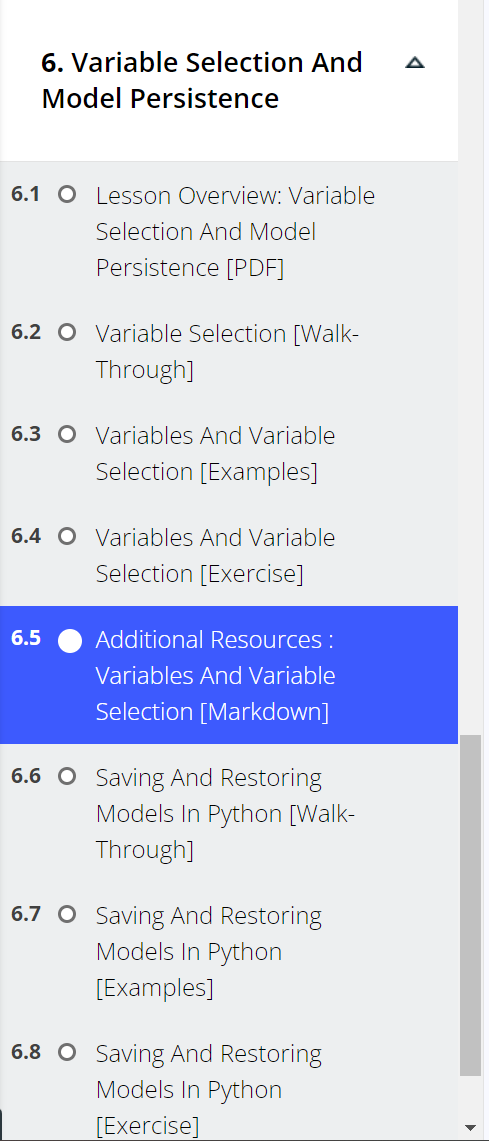 6. Variable Selection And
Model Persistence
6.1 Lesson Overview: Variable
Selection And Model
Persistence [PDF]
6.2 Variable Selection [Walk-
Through]
6.3 Variables And Variable
Selection [Examples]
6.4 Variables And Variable
Selection [Exercise]
6.5 Additional Resources :
Variables And Variable
Selection [Markdown]
6.6 Saving And Restoring
Models In Python [Walk-
Through]
6.7 Saving And Restoring
Models In Python
[Examples]
6.8 Saving And Restoring
Models In Python
[Exercise]